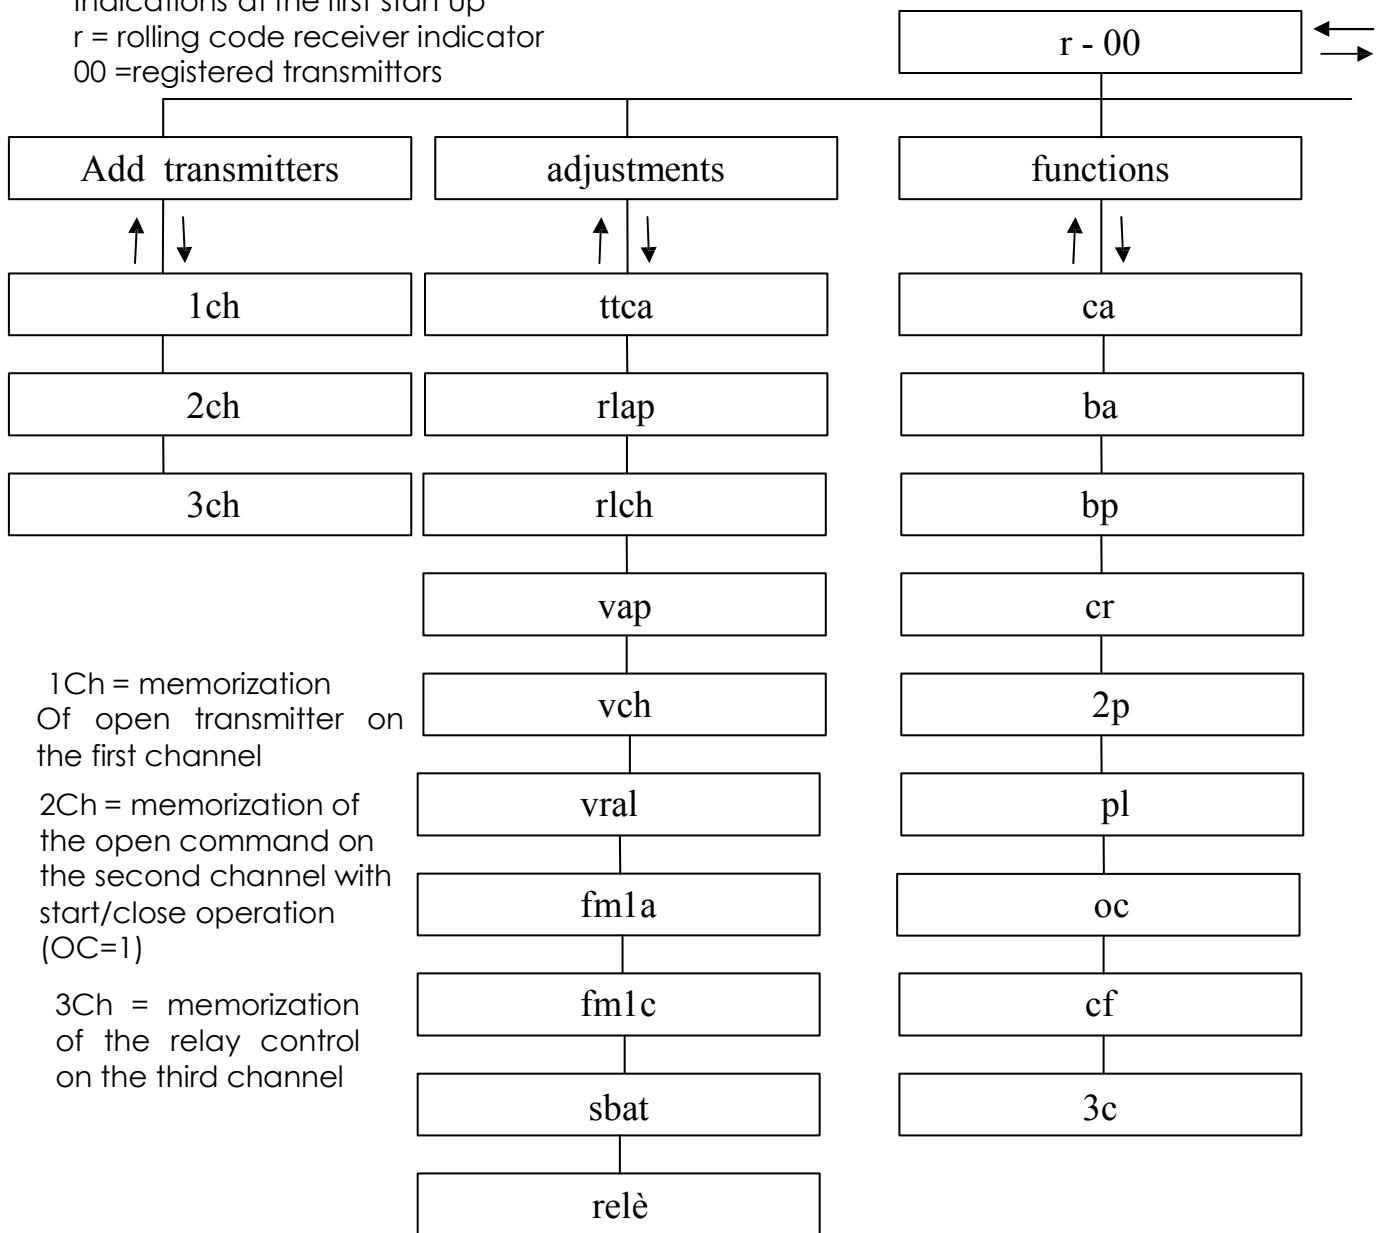 Indications at the first start up
r = rolling code receiver indicator
00 =registered transmittors
r - 00
Add transmitters
adjustments
functions
1ch
ttca
ca
2ch
rlap
ba
3ch
rlch
bp
vap
cr
1Ch = memorization
Of open transmitter on
the first channel
vch
2p
2Ch = memorization of
the open command on
the second channel with
start/close operation
(OC=1)
vral
pl
fm1a
oc
3Ch = memorization
of the relay control
on the third channel
fm1c
cf
sbat
3c
relè